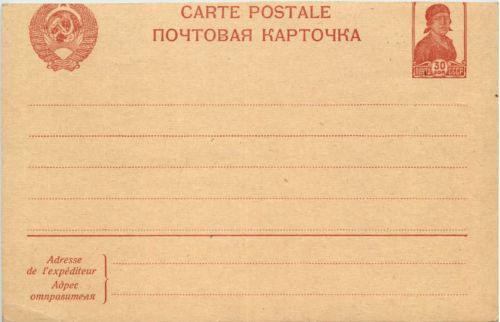 CARTE POSTALE
ПОЧТОВАЯ КАРТОЧКА
30
КОП.
ПОЧТА СССР
Adresse
de l'expéditeur
Адрес
отправителя